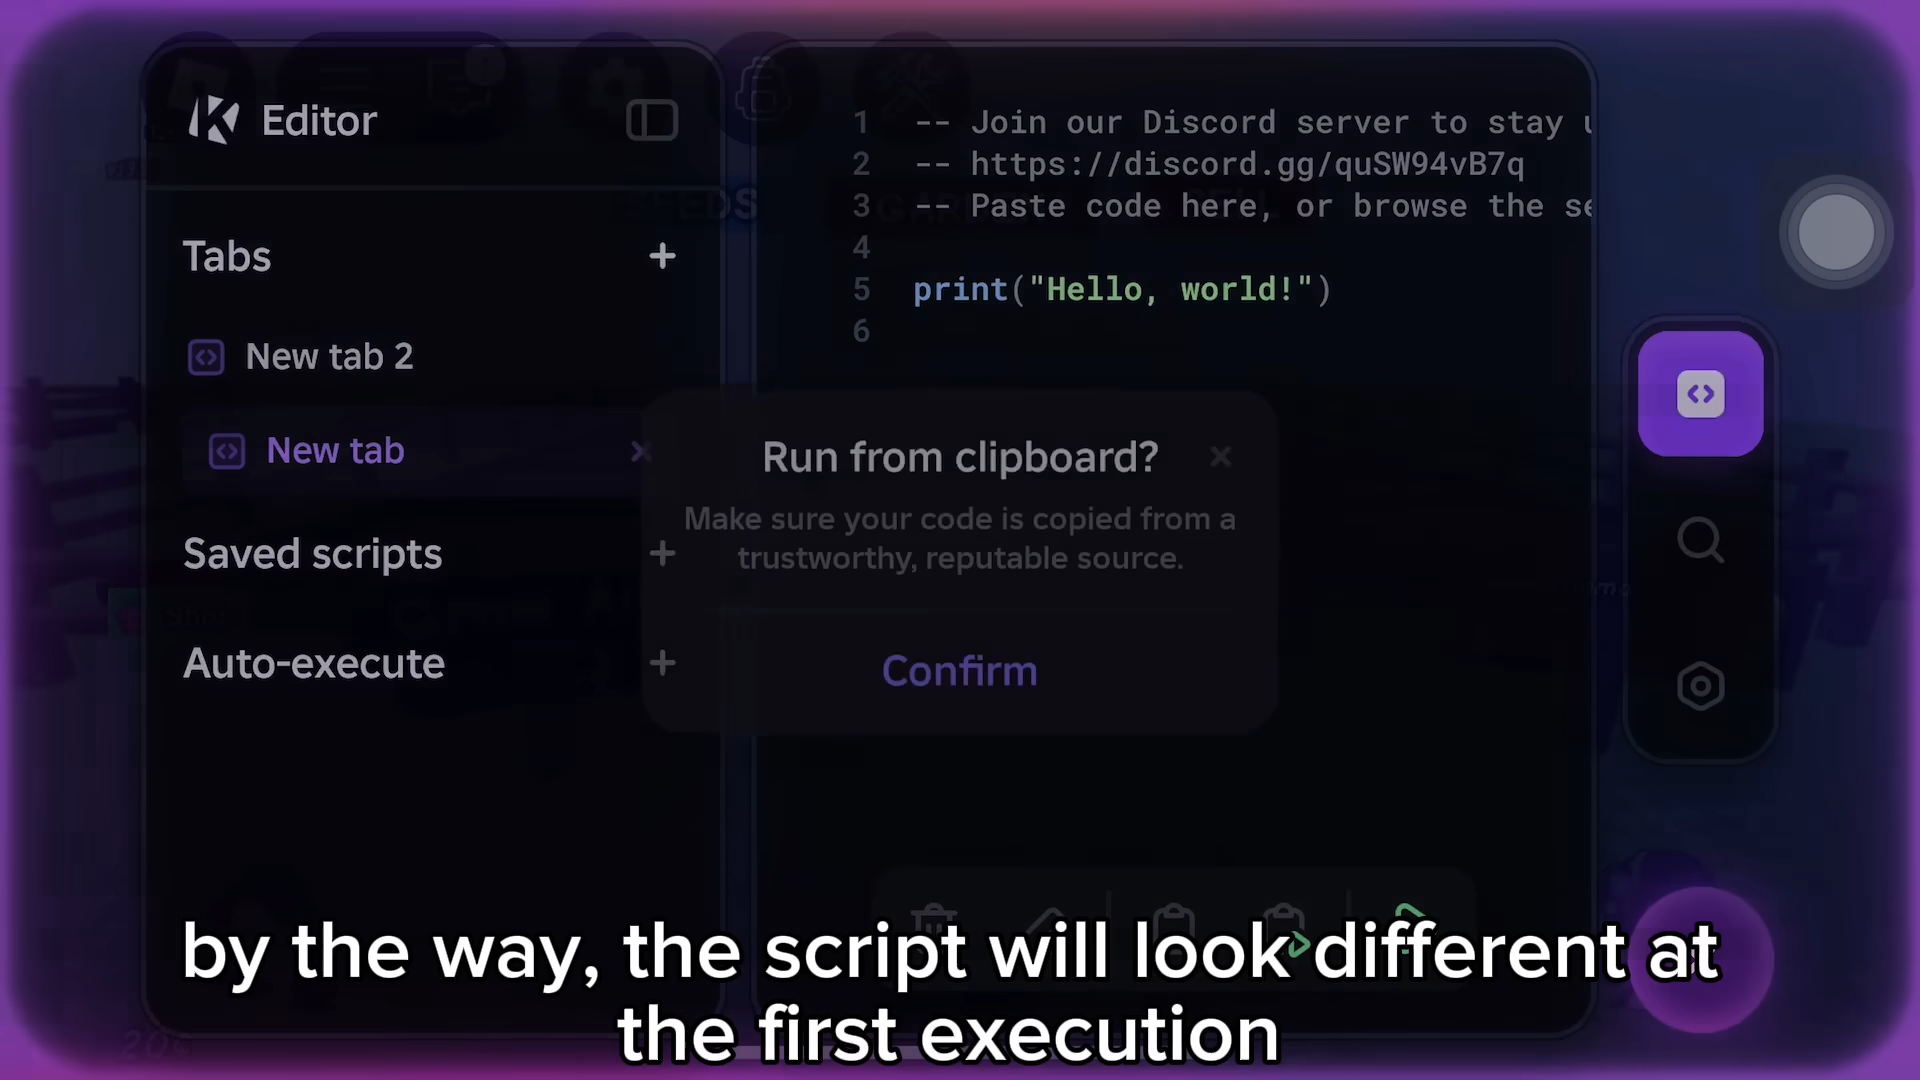 Editor
Tabs
New tab 2
New tab
Saved scripts
Auto-execute
1 -- Join our Discord server to stay
2 -- https://discord.gg/quSW94vB7q
3 -- Paste code here, or browse the
4
5 print("Hello, world!")
6
Run from clipboard?
Make sure your code is copied from a
trustworthy, reputable source.
Confirm
by the way, the script will look different at
the first execution